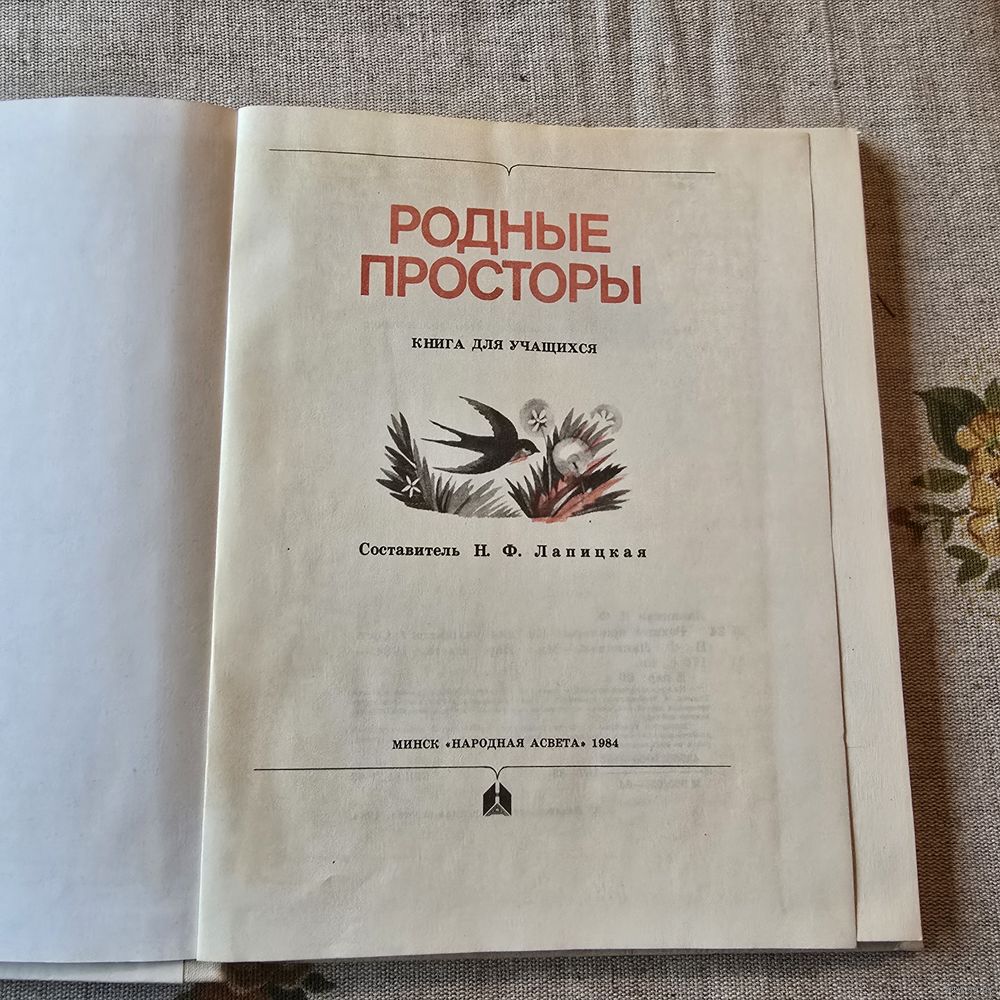 РОДНЫЕ
ПРОСТОРЫ
КНИГА ДЛЯ УЧАЩИХСЯ
Составитель Н. Ф. Лапицкая
МИНСК «НАРОДНАЯ АСВЕТА» 1984